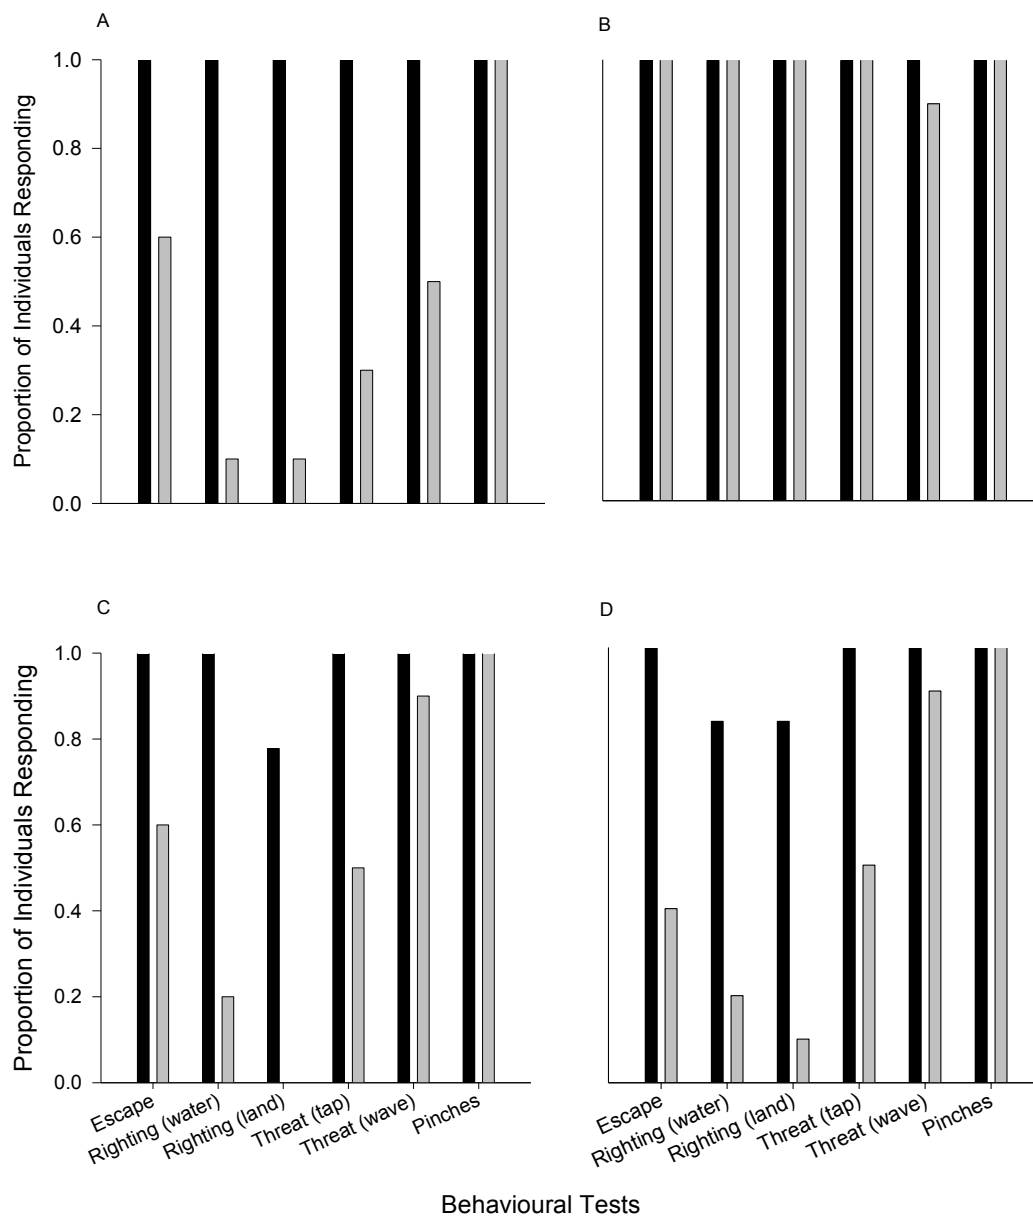 A
B
Proportion of Individuals Responding
1.0
0.8
0.6
0.4
0.2
0.0
C
D
Proportion of Individuals Responding
1.0
0.8
0.6
0.4
0.2
0.0
Escape
Righting (water)
Righting (land)
Threat (tap)
Threat (wave)
Pinches
Escape
Righting (water)
Righting (land)
Threat (tap)
Threat (wave)
Pinches
Behavioural Tests